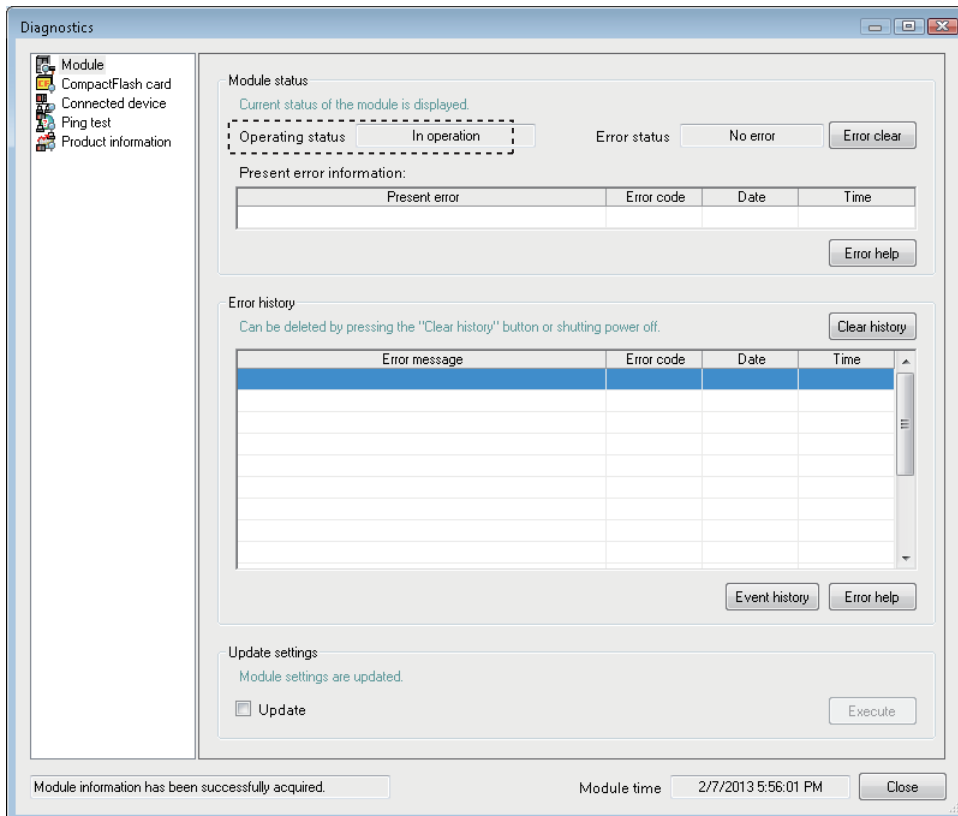 Diagnostics
Module
CompactFlash card
Connected device
Ping test
Product information
Module status
Current status of the module is displayed.
Operating status In operation Error status No error Error clear
Present error information:
Present error Error code Date Time
Error help
Error history
Can be deleted by pressing the "Clear history" button or shutting power off. Clear history
Error message Error code Date Time
Event history Error help
Update settings
Module settings are updated.
Update Execute
Module information has been successfully acquired. Module time 2/7/2013 5:56:01 PM Close